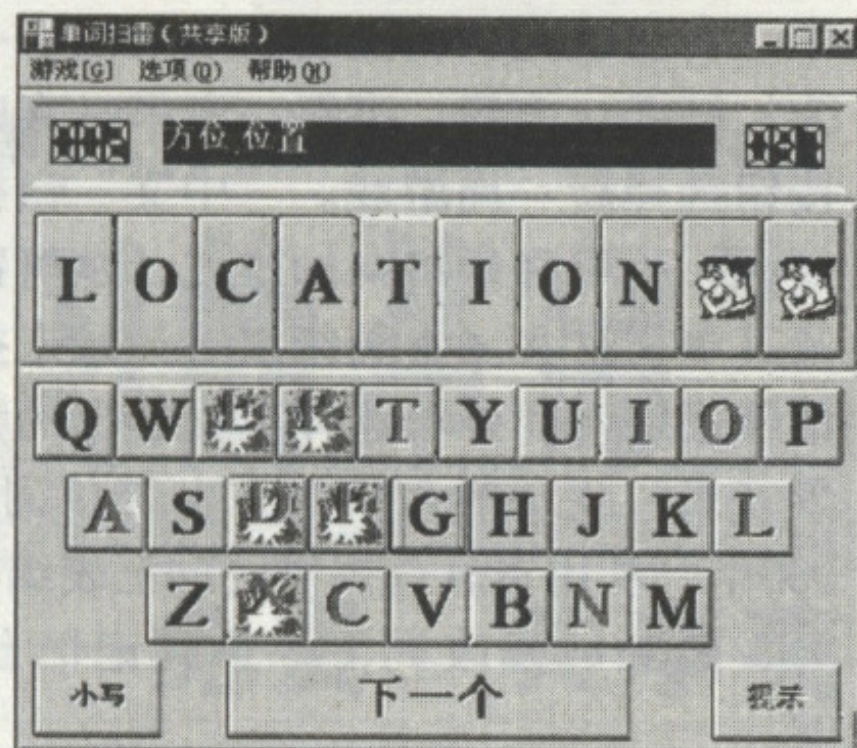 单词扫雷(共享版)
游戏[G] 选项(O) 帮助(H)
002 方位 位置
L O C A T I O N
Q W E R T Y U I O P
A S D F G H J K L
Z X C V B N M
小写 下一个 提示